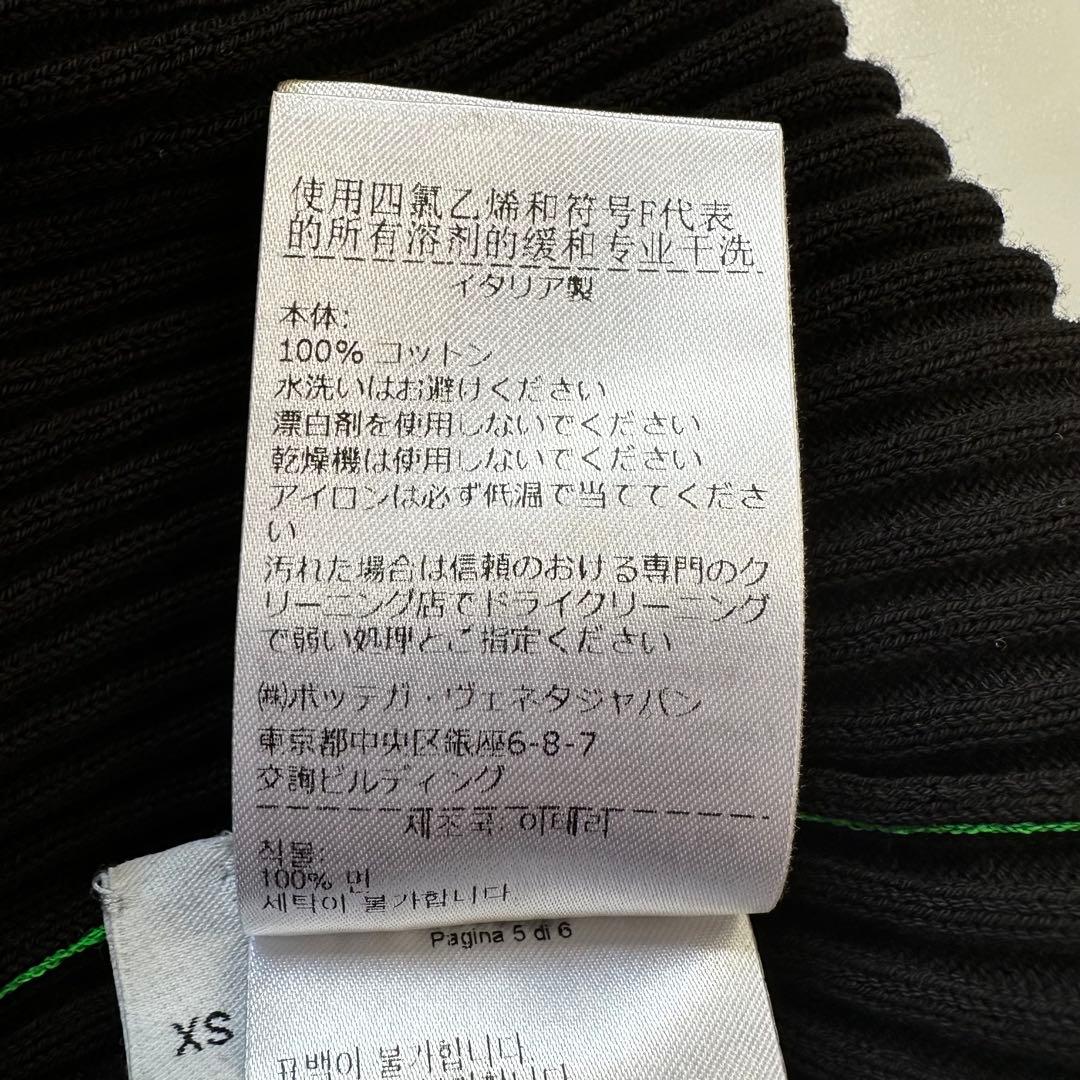 使用四氯乙烯和符号F代表
的所有溶剂的缓和专业干洗
イタリア製
本体:
100% コットン
水洗いはお避けください
漂白剤を使用しないでください
乾燥機は使用しないでください
アイロンは必ず低温で当ててくださ
い
汚れた場合は信頼のおける専門のク
リーニング店でドライクリーニング
で弱い処理とご指定ください
㈱ボッテガ・ヴェネタジャパン
東京都中央区銀座6-8-7
交詢ビルディング
제조국: 이태리
직물:
100% 면
세탁이 불가합니다
Pagina 5 di 6
XS
표백이 불가합니다.